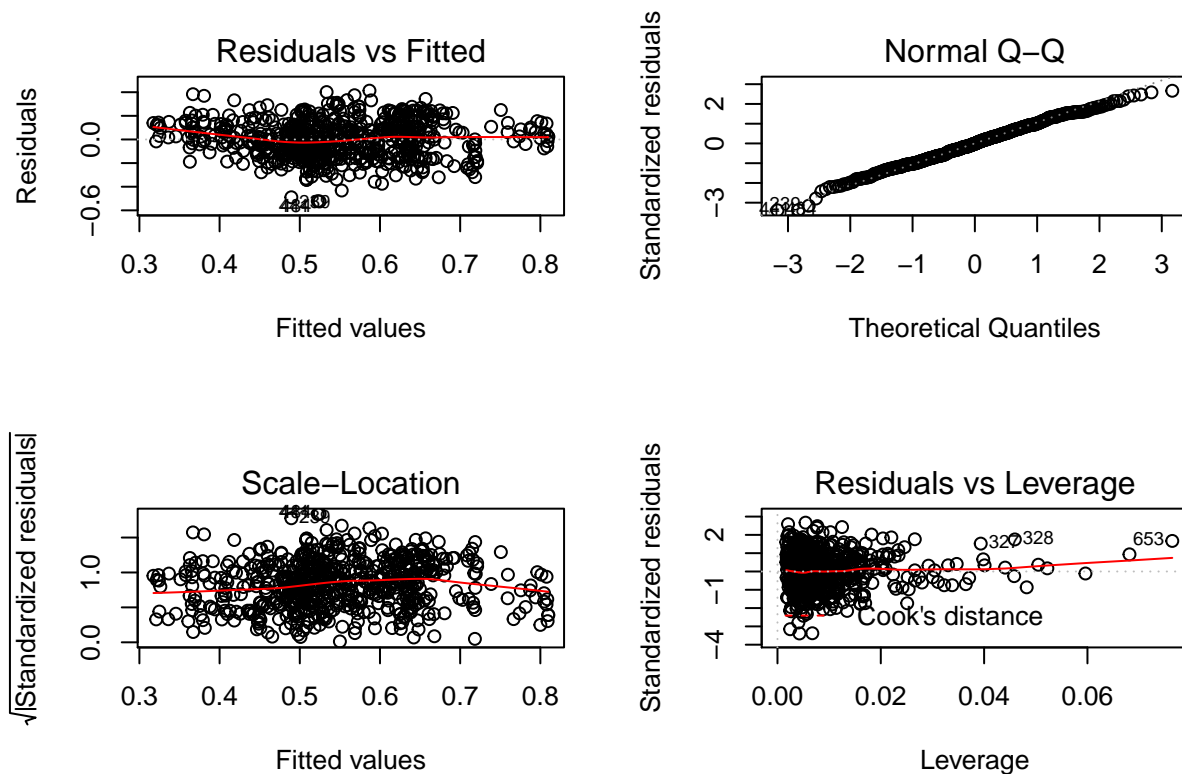 Residuals vs Fitted
Residuals
0.0
−0.6
239
0.3 0.4 0.5 0.6 0.7 0.8
Fitted values
Normal Q−Q
Standardized residuals
2
0
−3
239
−3 −2 −1 0 1 2 3
Theoretical Quantiles
Scale−Location
√|Standardized residuals|
1.0
0.0
239
0.3 0.4 0.5 0.6 0.7 0.8
Fitted values
Residuals vs Leverage
Standardized residuals
2
−1
−4
327
328
653
Cook's distance
0.00 0.02 0.04 0.06
Leverage